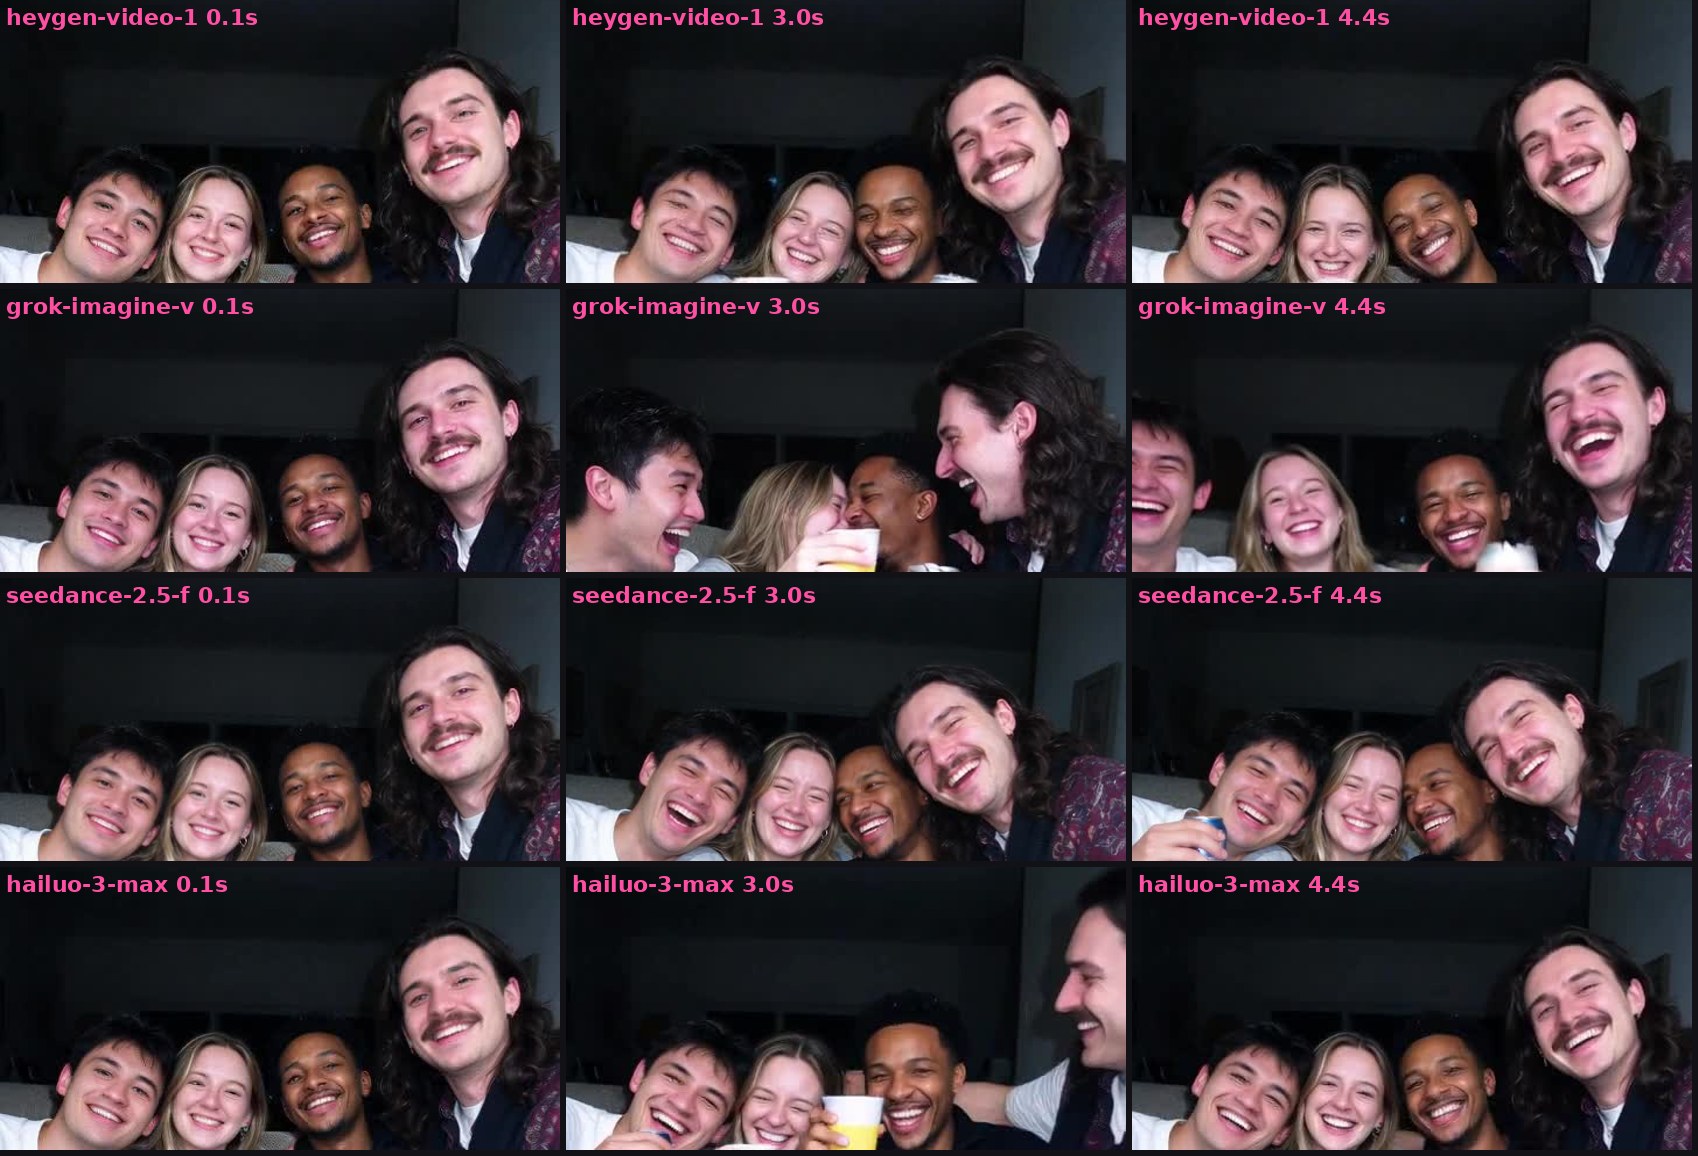 heygen-video-1 0.1s
heygen-video-1 3.0s
heygen-video-1 4.4s
grok-imagine-v 0.1s
grok-imagine-v 3.0s
grok-imagine-v 4.4s
seedance-2.5-f 0.1s
seedance-2.5-f 3.0s
seedance-2.5-f 4.4s
hailuo-3-max 0.1s
hailuo-3-max 3.0s
hailuo-3-max 4.4s